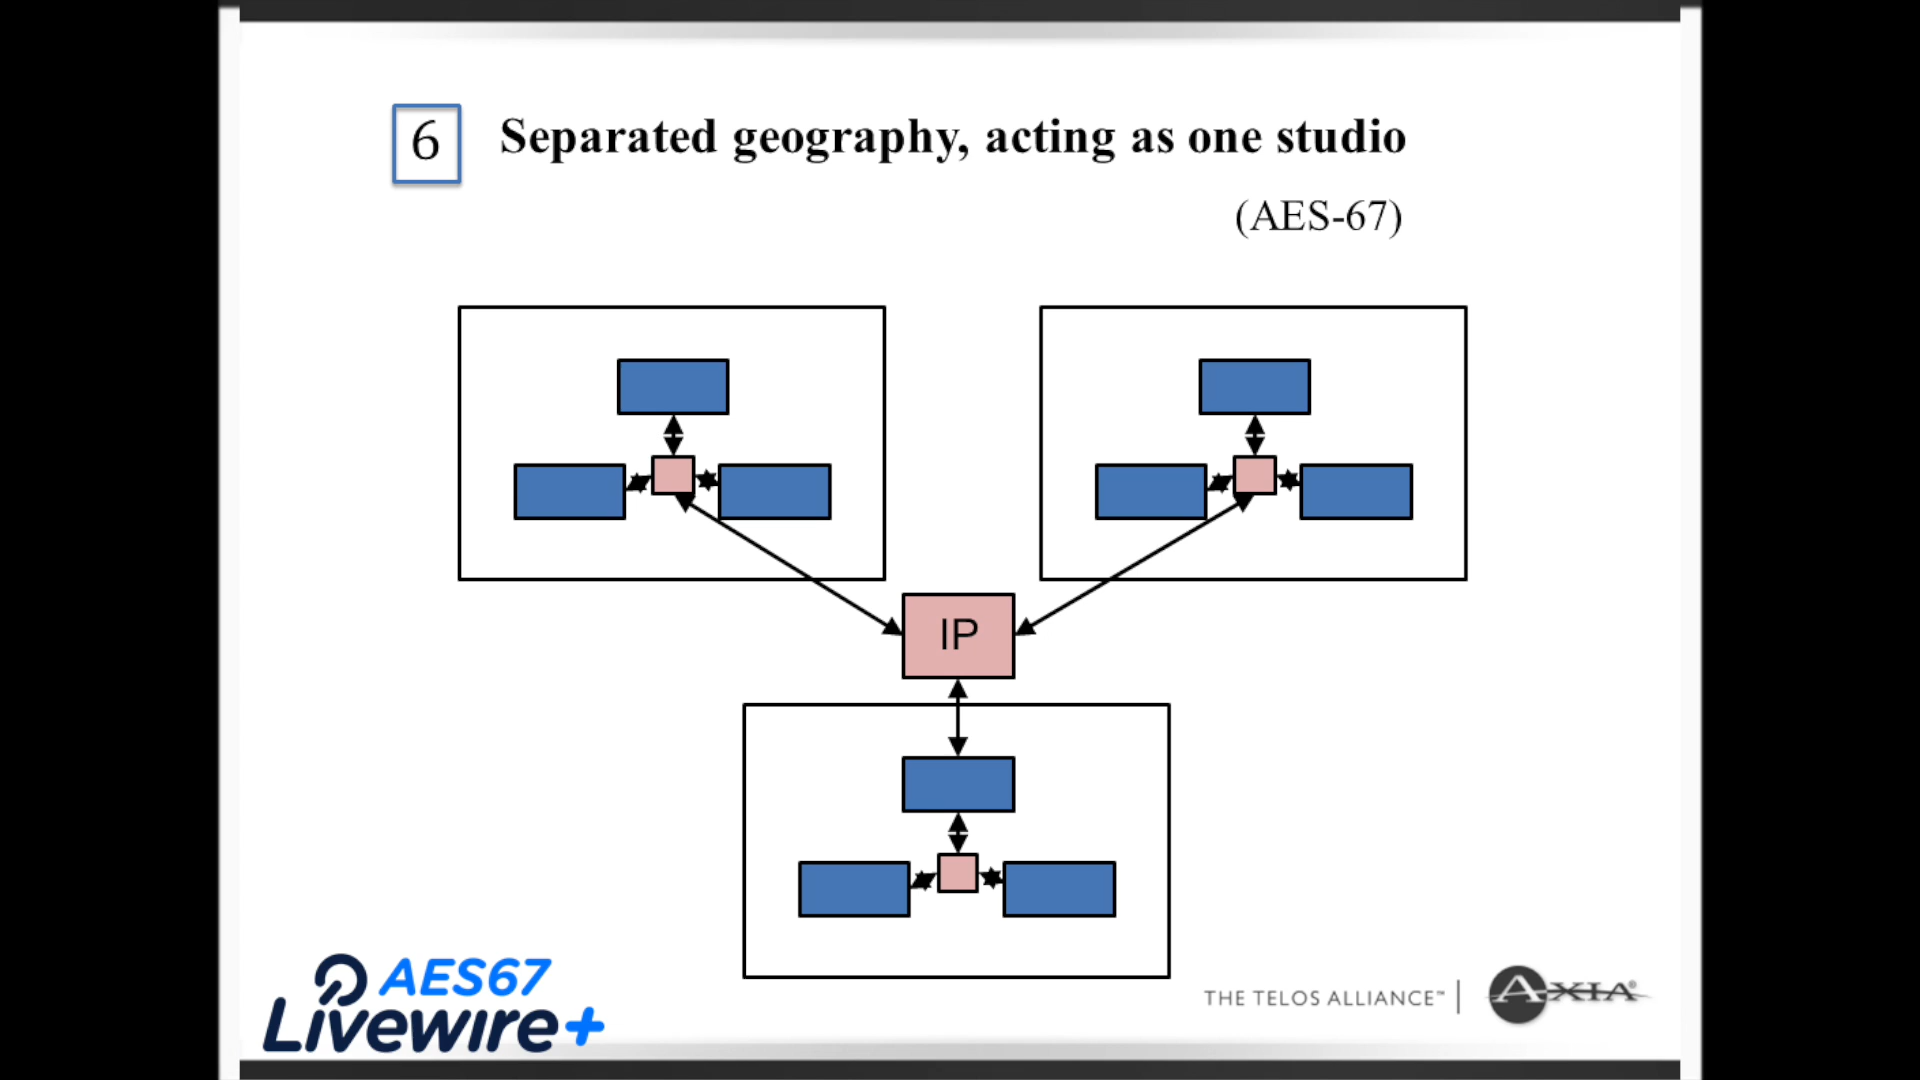 6
Separated geography, acting as one studio
(AES-67)
IP
AES67
Livewire+
THE TELOS ALLIANCE™
AXIA®